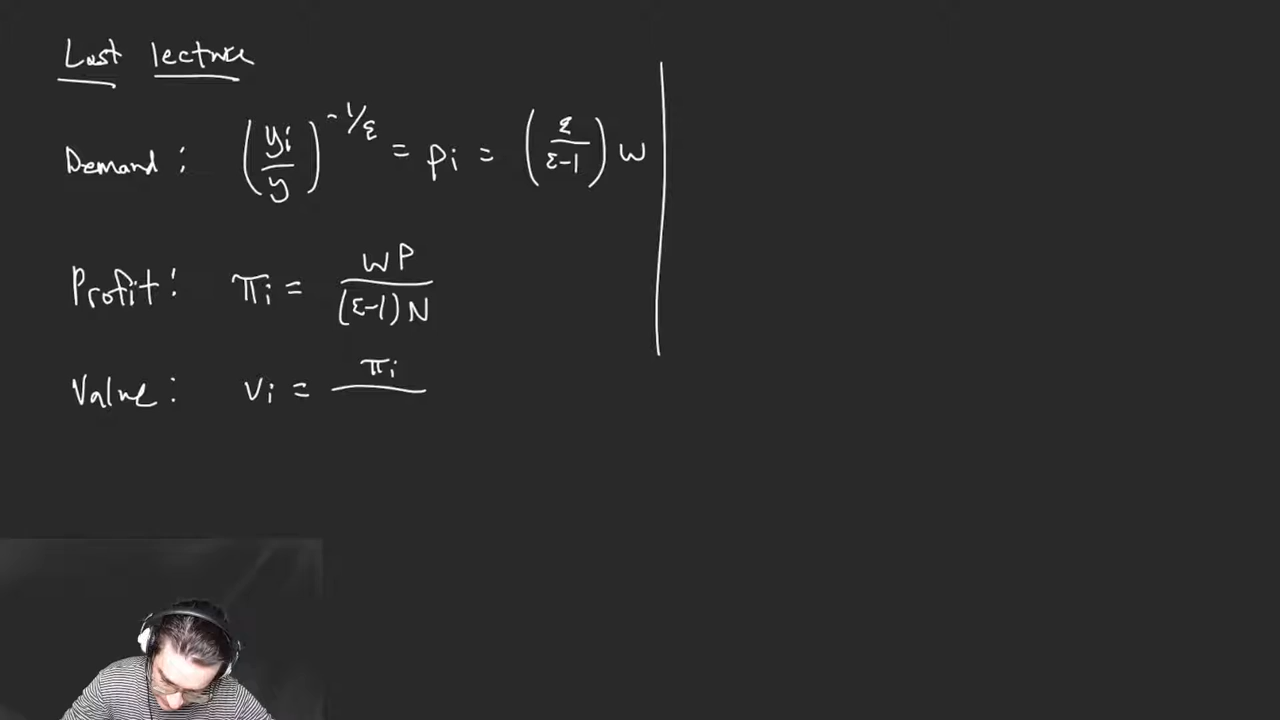 Last lecture
Demand: (yi/y)^-1/ε = pi = (ε/ε-1) w
Profit: πi = wP/(ε-1)N
Value: vi = πi/